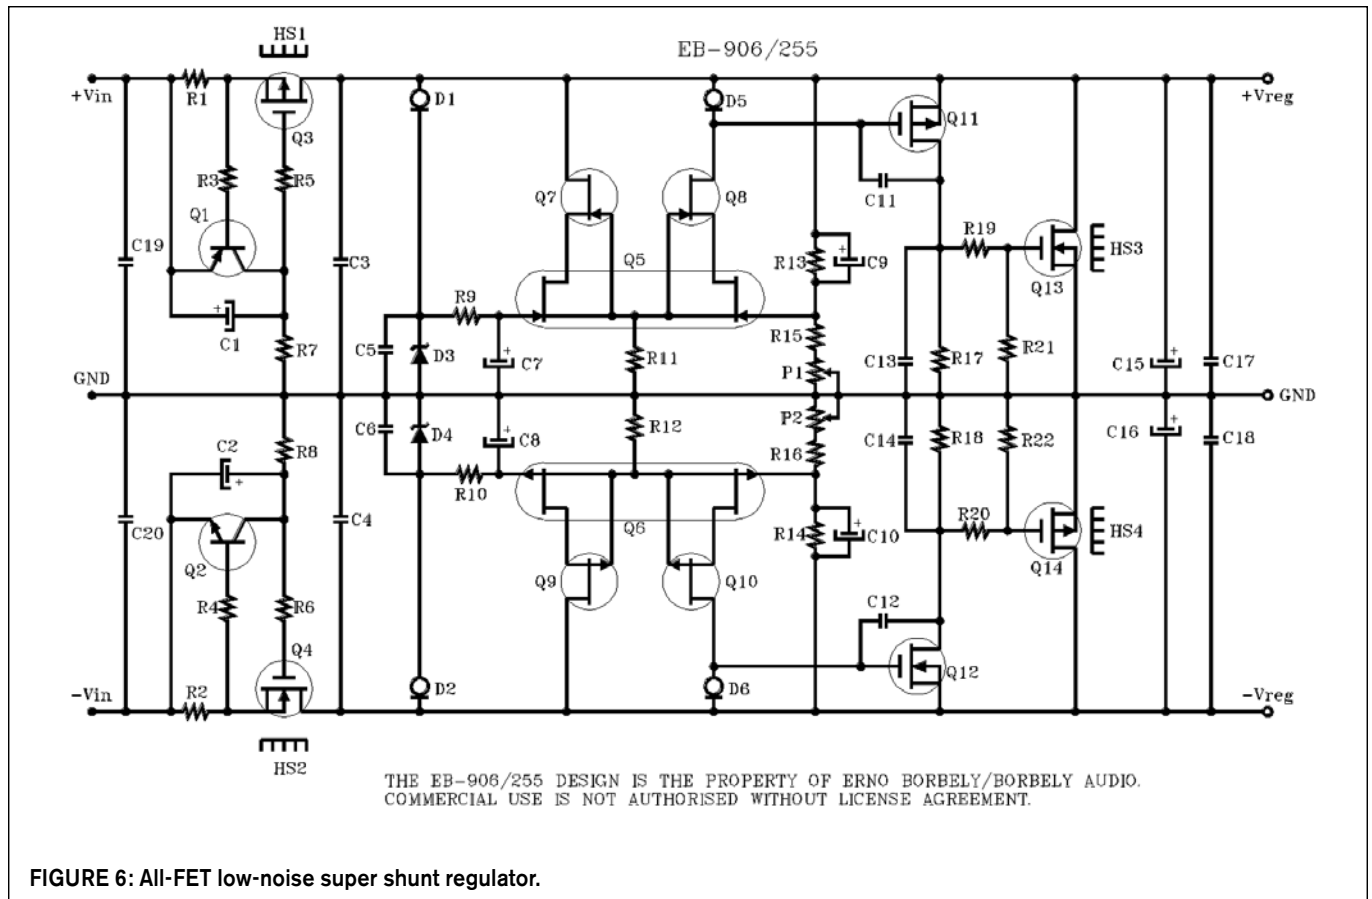 HS1
EB-906/255
+Vin
R1
D1
D5
Q11
+Vreg
Q3
R3
R5
Q7
Q8
C11
Q1
C19
C3
R19
HS3
Q5
R13
C9
Q13
R9
C1
R7
C5
D3
C7
R11
R15
P1
C13
R17
R21
C15
C17
GND
GND
C6
D4
C8
R12
P2
C14
R18
R22
C16
C18
C2
R8
R16
R10
C20
C4
Q6
R14
C10
R20
HS4
Q2
Q14
Q9
Q10
R4
R6
C12
Q4
Q12
-Vin
R2
D2
D6
-Vreg
HS2
THE EB-906/255 DESIGN IS THE PROPERTY OF ERNO BORBELY/BORBELY AUDIO.
COMMERCIAL USE IS NOT AUTHORISED WITHOUT LICENSE AGREEMENT.
FIGURE 6: All-FET low-noise super shunt regulator.